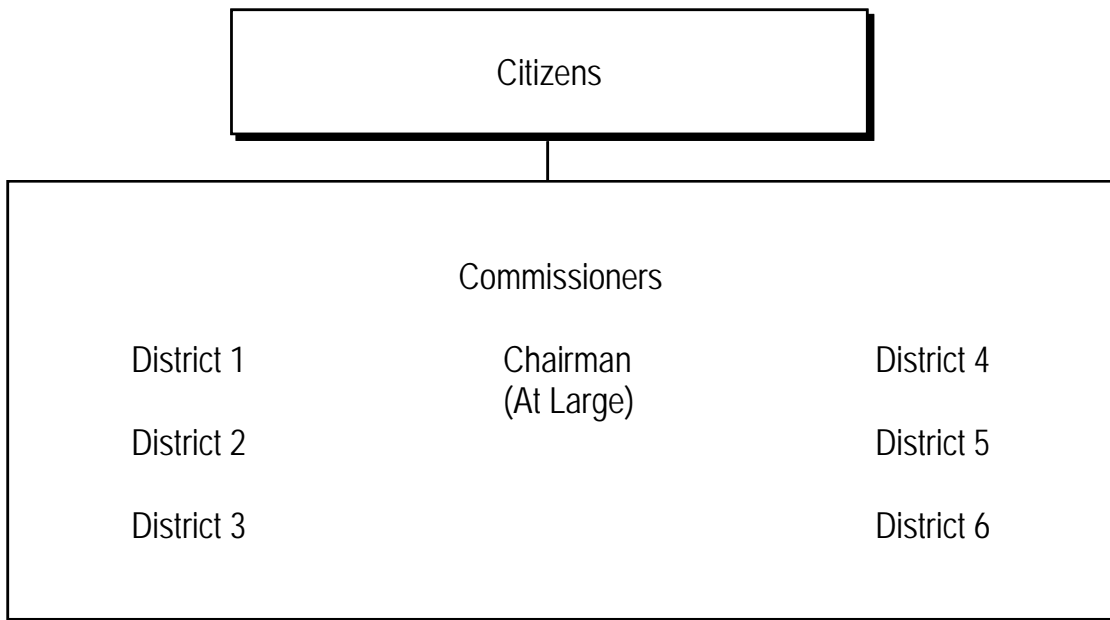 Citizens
Commissioners
District 1 Chairman District 4
(At Large)
District 2 District 5
District 3 District 6